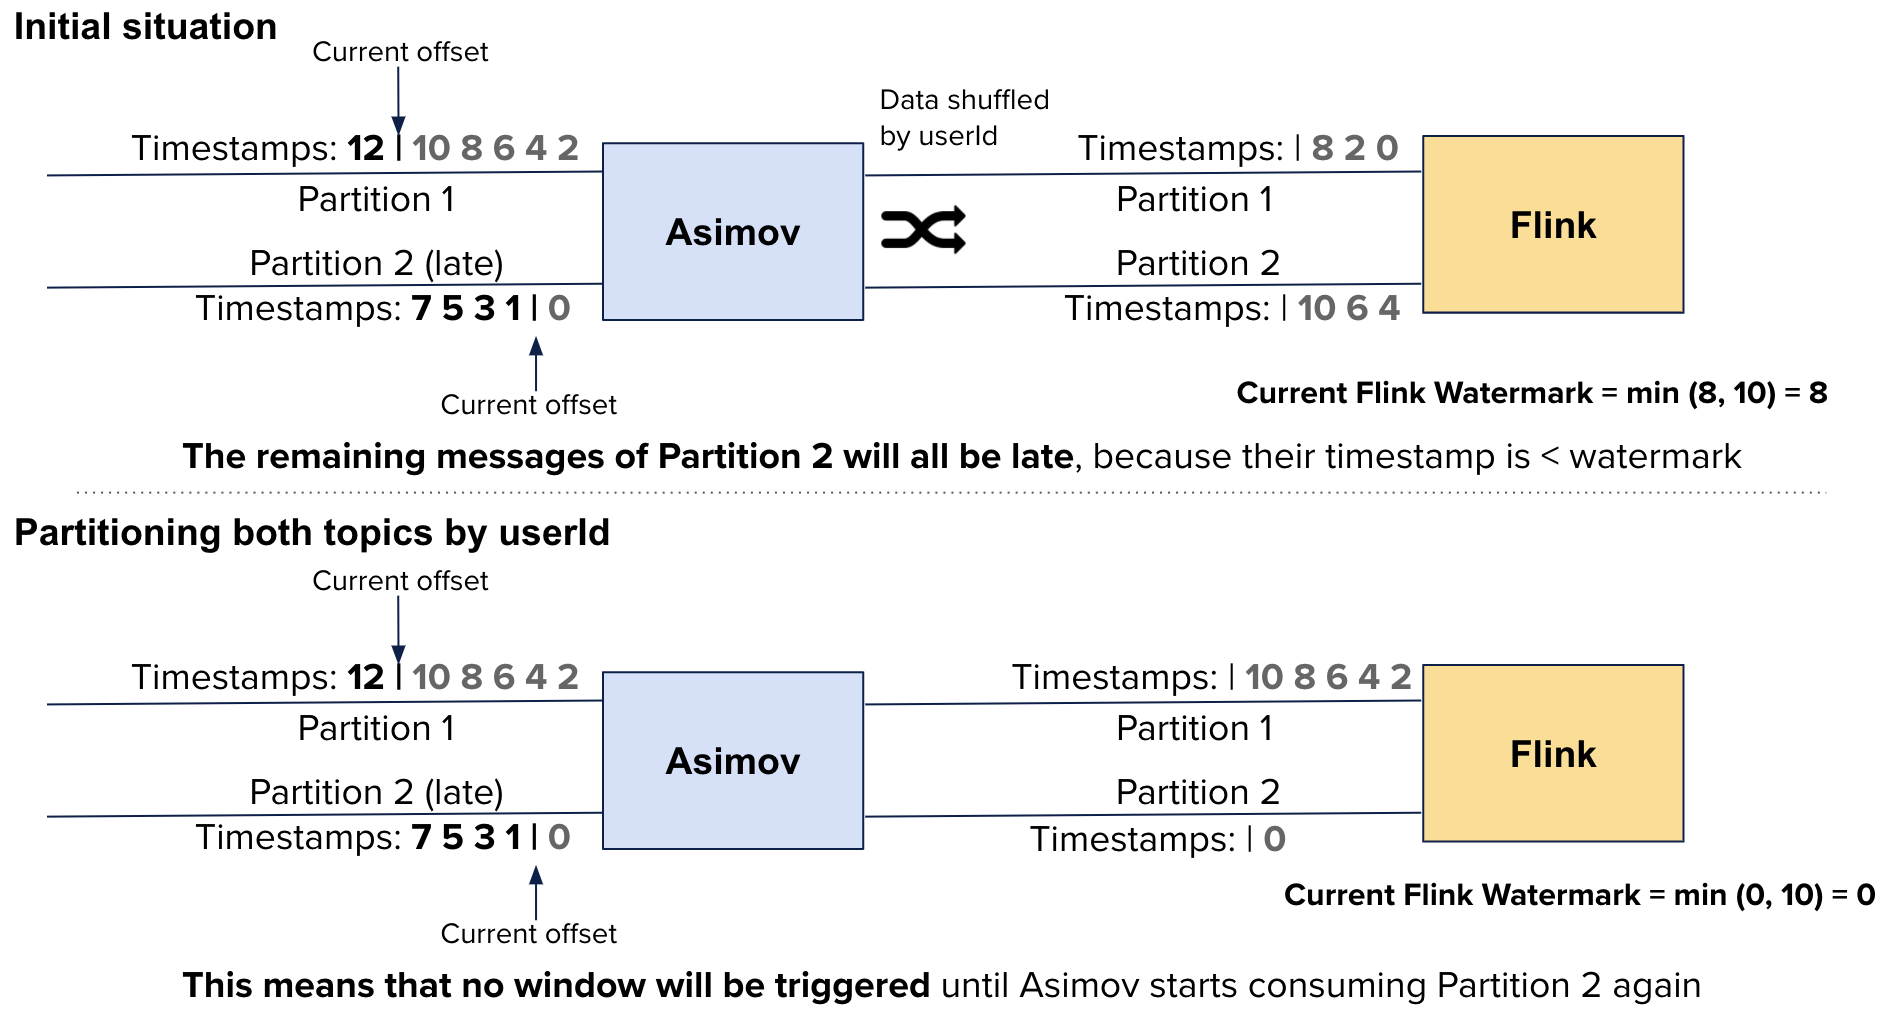 Initial situation
Current offset
Data shuffled
by userId
Timestamps: 12 | 10 8 6 4 2
Timestamps: | 8 2 0
Partition 1
Partition 1
Asimov
Flink
Partition 2 (late)
Partition 2
Timestamps: 7 5 3 1 | 0
Timestamps: | 10 6 4
Current offset
Current Flink Watermark = min (8, 10) = 8
The remaining messages of Partition 2 will all be late, because their timestamp is < watermark
Partitioning both topics by userId
Current offset
Timestamps: 12 | 10 8 6 4 2
Timestamps: | 10 8 6 4 2
Partition 1
Partition 1
Asimov
Flink
Partition 2 (late)
Partition 2
Timestamps: 7 5 3 1 | 0
Timestamps: | 0
Current Flink Watermark = min (0, 10) = 0
Current offset
This means that no window will be triggered until Asimov starts consuming Partition 2 again